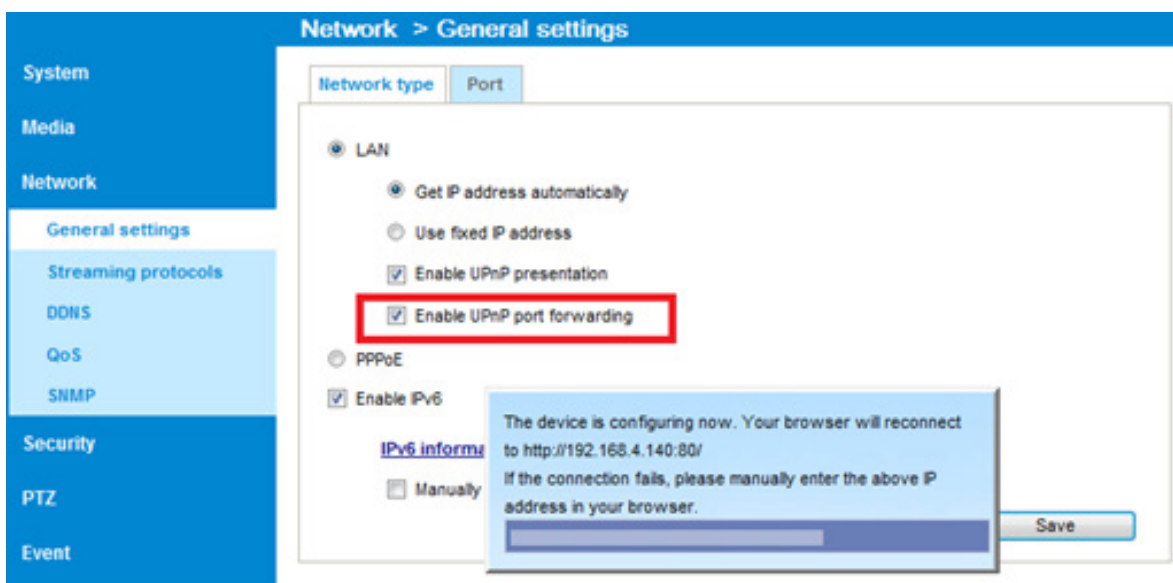 Network > General settings
System
Media
Network
General settings
Streaming protocols
DDNS
QoS
SNMP
Security
PTZ
Event
Network type
Port
LAN
Get IP address automatically
Use fixed IP address
Enable UPnP presentation
Enable UPnP port forwarding
PPPoE
Enable IPv6
IPv6 informa
Manually
The device is configuring now. Your browser will reconnect
to http://192.168.4.140:80/
If the connection fails, please manually enter the above IP
address in your browser.
Save